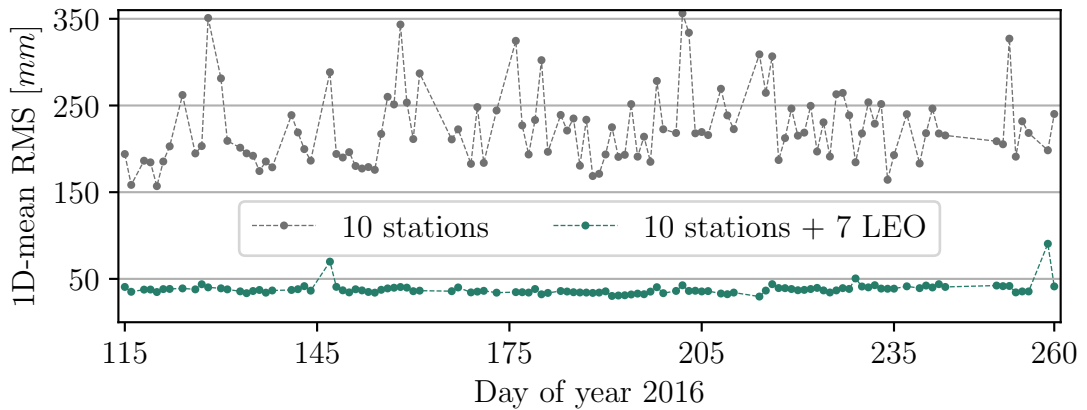 1D-mean RMS [mm]
350
250
150
50
10 stations
10 stations + 7 LEO
115 145 175 205 235 260
Day of year 2016